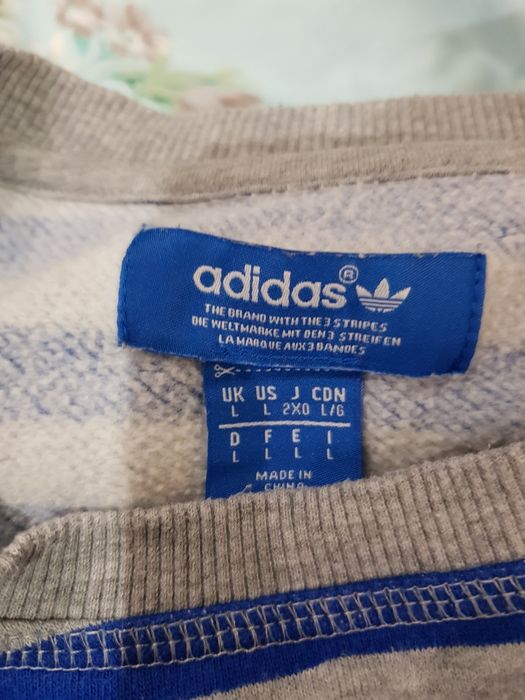 adidas®
THE BRAND WITH THE 3 STRIPES
DIE WELTMARKE MIT DEN 3 STREIFEN
LA MARQUE AUX 3 BANDES
UK US J CDN
L L 2XO L/G
D F E I
L L L L
MADE IN
CHINA